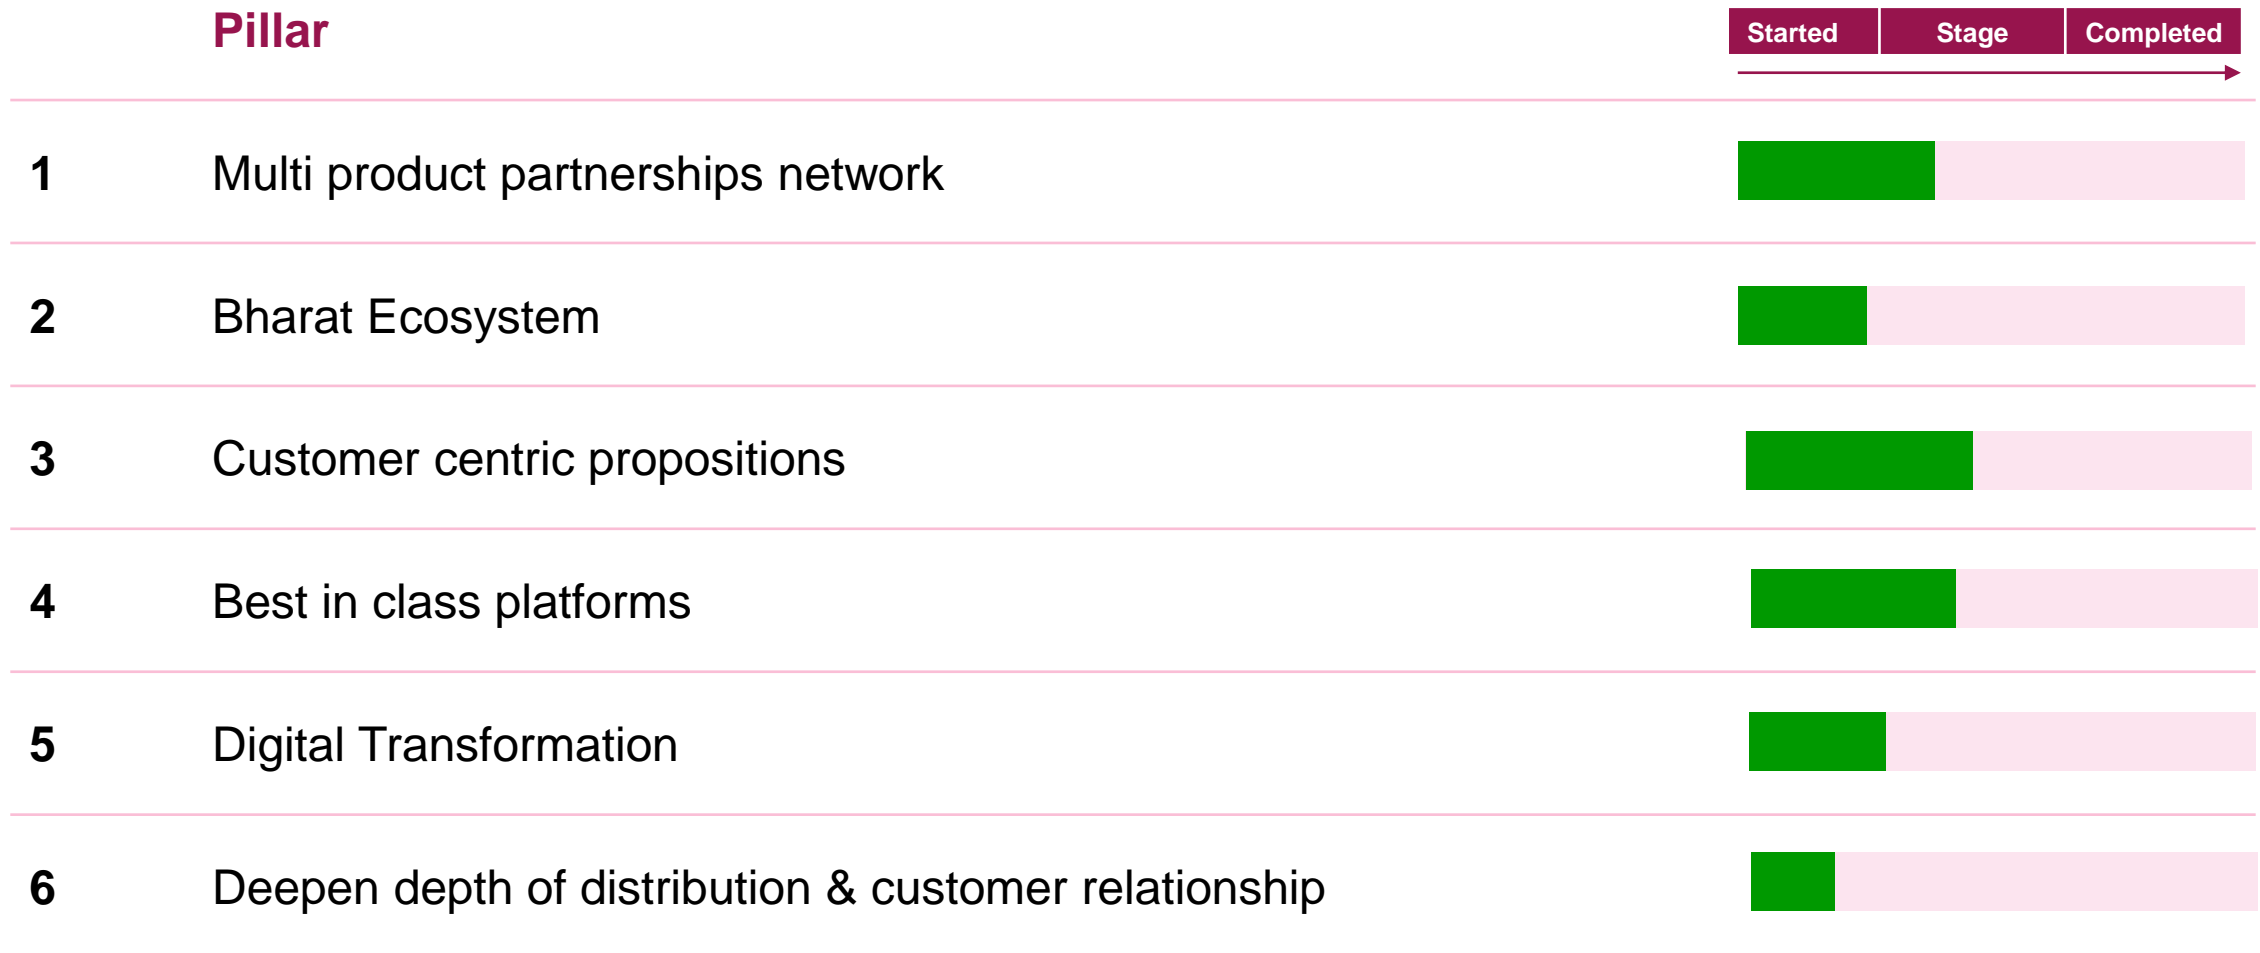 Pillar
Started Stage Completed
1 Multi product partnerships network
2 Bharat Ecosystem
3 Customer centric propositions
4 Best in class platforms
5 Digital Transformation
6 Deepen depth of distribution & customer relationship